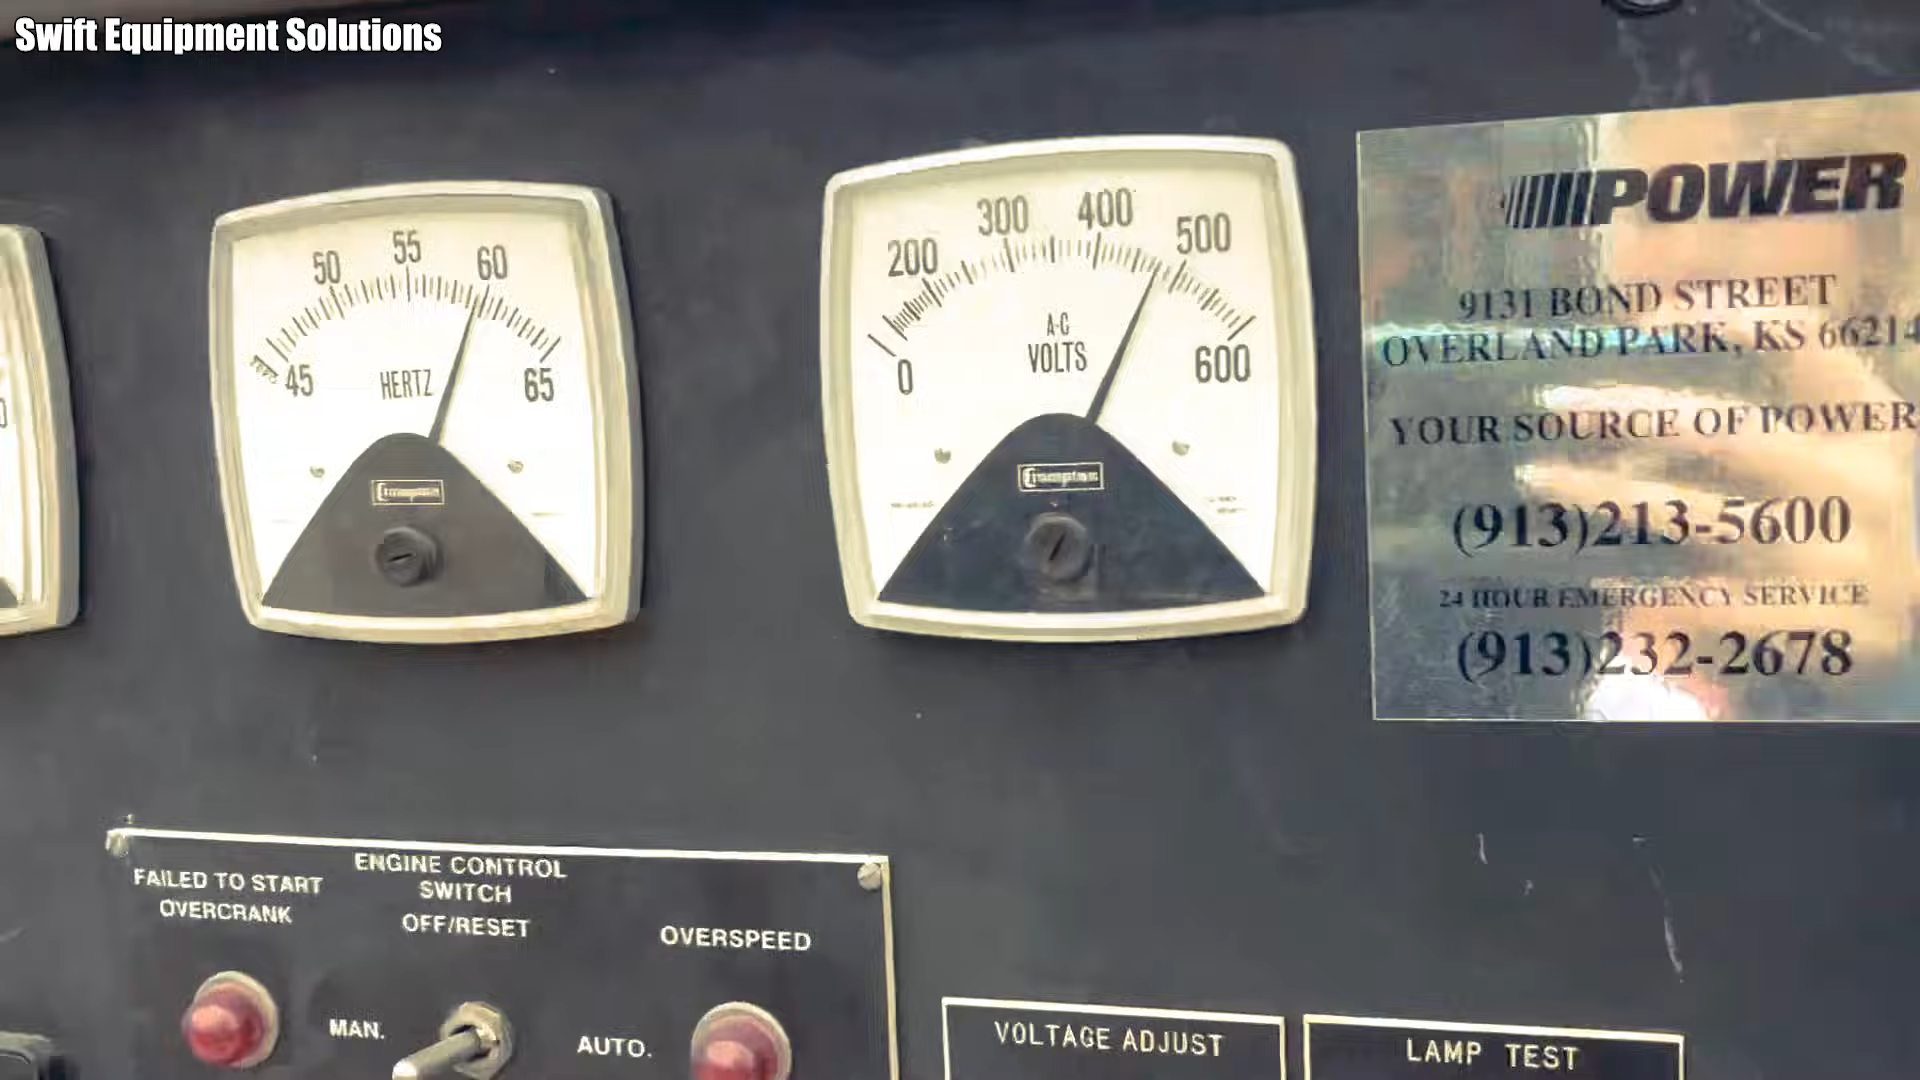 Swift Equipment Solutions
50 55 60
45 HERTZ 65
Crompton
200 300 400 500
A-C
VOLTS
0 600
Crompton
POWER
9131 BOND STREET
OVERLAND PARK, KS 66214
YOUR SOURCE OF POWER
(913)213-5600
24 HOUR EMERGENCY SERVICE
(913)232-2678
FAILED TO START
OVERCRANK
ENGINE CONTROL
SWITCH
OFF/RESET
OVERSPEED
MAN.
AUTO.
VOLTAGE ADJUST
LAMP TEST